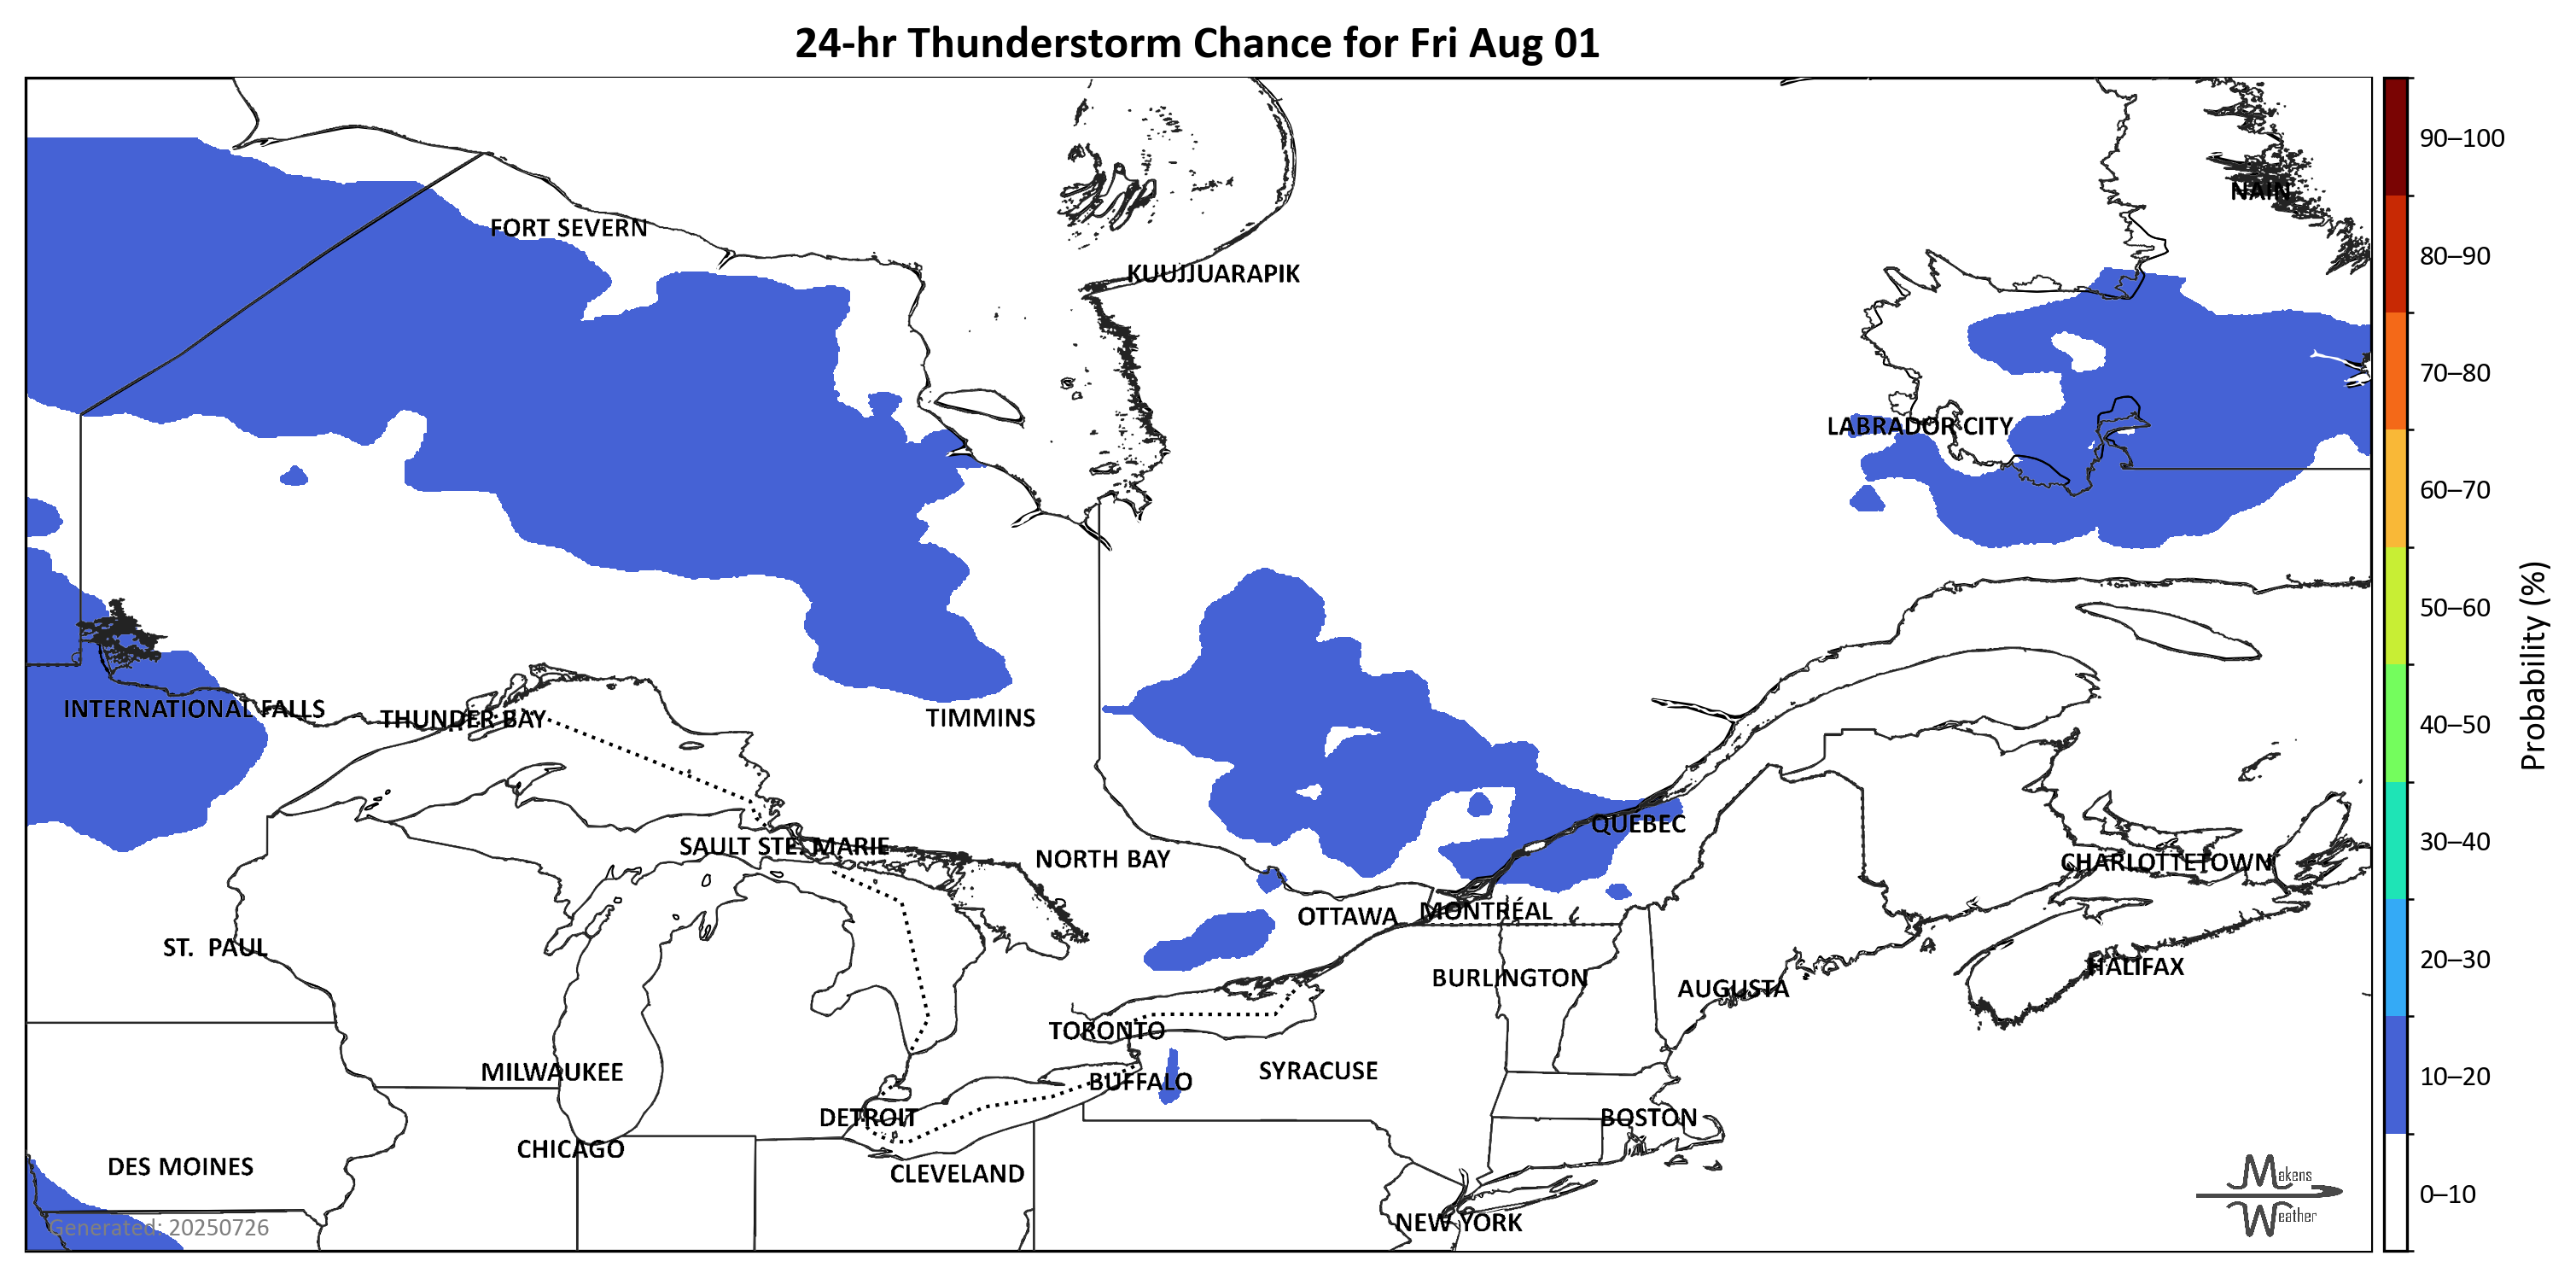 24-hr Thunderstorm Chance for Fri Aug 01
90–100
NAIN
FORT SEVERN
80–90
KUUJJUARAPIK
70–80
LABRADOR CITY
60–70
50–60
Probability (%)
INTERNATIONAL FALLS
THUNDER BAY
TIMMINS
40–50
QUEBEC
SAULT STE. MARIE
NORTH BAY
CHARLOTTETOWN
30–40
OTTAWA
MONTRÉAL
ST. PAUL
20–30
HALIFAX
BURLINGTON
AUGUSTA
TORONTO
MILWAUKEE
BUFFALO
SYRACUSE
10–20
DETROIT
BOSTON
CHICAGO
DES MOINES
CLEVELAND
Makens
Weather
0–10
NEW YORK
Generated: 20250726